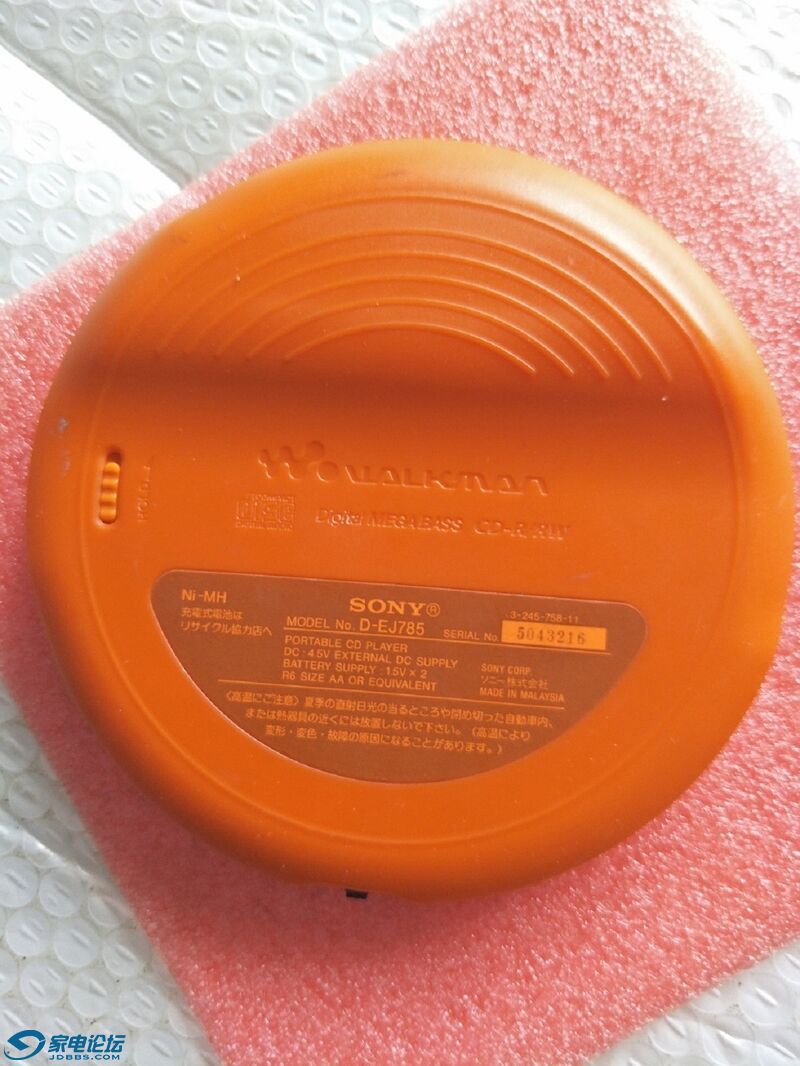 HOLD
WALKMAN
COMPACT
disc
DIGITAL AUDIO
Digital MEGABASS CD-R/RW
Ni-MH
充電式電池は
リサイクル協力店へ
SONY®
3-245-758-11
MODEL No. D-EJ785 SERIAL No. 5043216
PORTABLE CD PLAYER
DC : 4.5V EXTERNAL DC SUPPLY
BATTERY SUPPLY : 1.5V × 2
R6 SIZE AA OR EQUIVALENT
SONY CORP.
ソニー株式会社
MADE IN MALAYSIA
〈高温にご注意〉夏季の直射日光の当るところや閉め切った自動車内、
または熱器具の近くには放置しないで下さい。(高温により
変形・変色・故障の原因になることがあります。)
家电论坛
JDBBS.COM